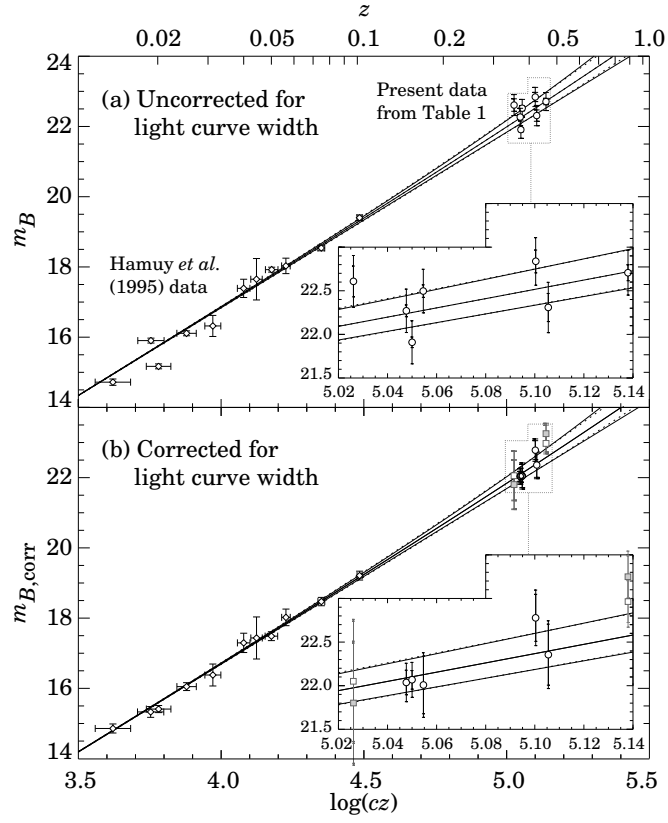 z
0.02 0.05 0.1 0.2 0.5 1.0
24
22
20
18
16
14
m_B
(a) Uncorrected for
light curve width
Present data
from Table 1
Hamuy et al.
(1995) data
22.5
22.0
21.5
5.02 5.04 5.06 5.08 5.10 5.12 5.14
(b) Corrected for
light curve width
22
20
18
16
14
m_B,corr
22.5
22.0
21.5
5.02 5.04 5.06 5.08 5.10 5.12 5.14
3.5 4.0 4.5 5.0 5.5
log(cz)